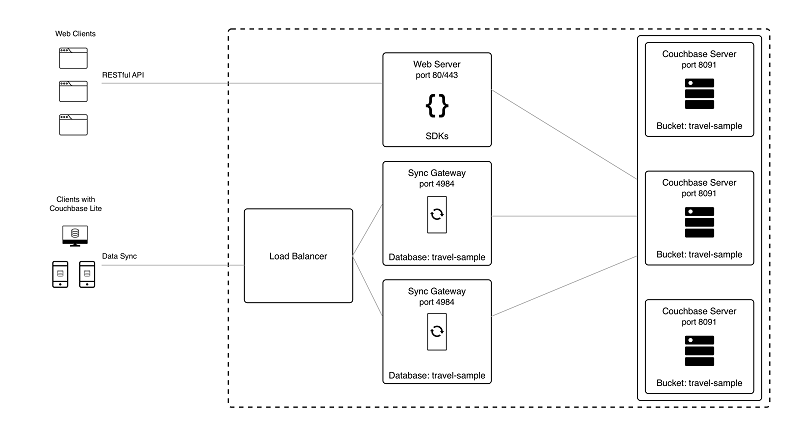 Web Clients
RESTful API
Clients with
Couchbase Lite
Data Sync
Load Balancer
Web Server
port 80/443
{}
SDKs
Sync Gateway
port 4984
Database: travel-sample
Sync Gateway
port 4984
Database: travel-sample
Couchbase Server
port 8091
Bucket: travel-sample
Couchbase Server
port 8091
Bucket: travel-sample
Couchbase Server
port 8091
Bucket: travel-sample